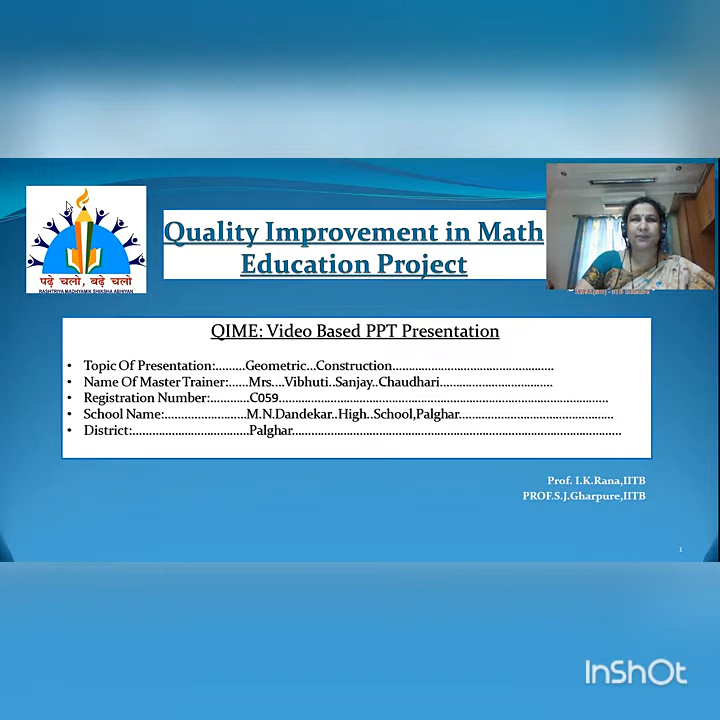 Quality Improvement in Math
Education Project
पढ़े चलो, बढ़े चलो
RASHTRIYA MADHYAMIK SHIKSHA ABHIYAN
QIME: Video Based PPT Presentation
• Topic Of Presentation:.........Geometric...Construction......................................................
• Name Of Master Trainer:......Mrs....Vibhuti..Sanjay..Chaudhari......................................
• Registration Number:............C059.....................................................................................................................
• School Name:..........................M.N.Dandekar..High..School,Palghar....................................................
• District:.....................................Palghar.........................................................................................................
Prof. I.K.Rana,IITB
PROF.S.J.Gharpure,IITB
1
InShOt